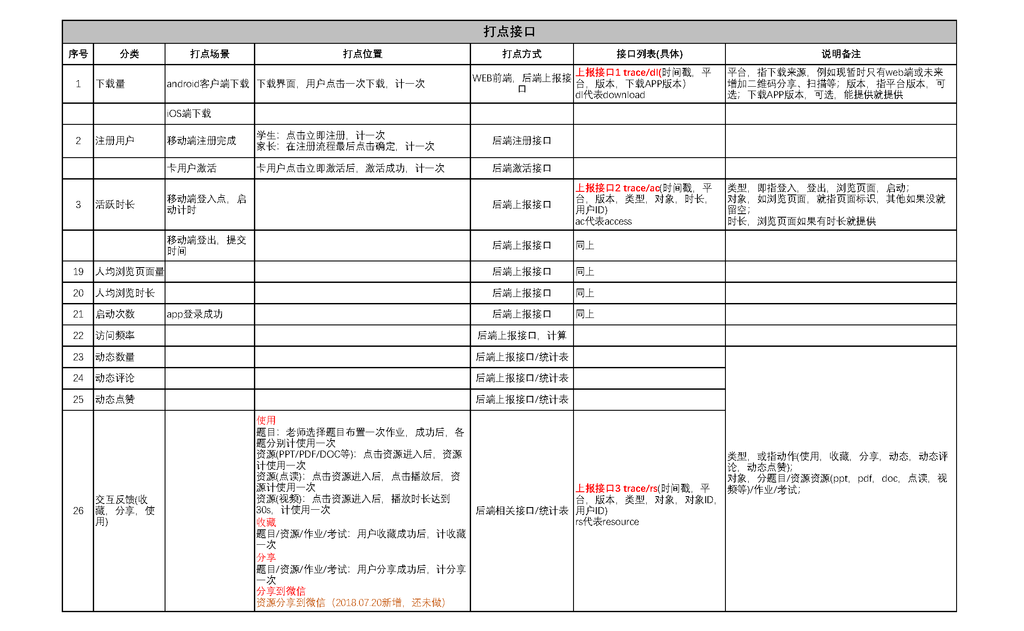 打点接口
序号 分类 打点场景 打点位置 打点方式 接口列表(具体) 说明备注
1 下载量 android客户端下载 下载界面，用户点击一次下载，计一次
WEB前端，后端上报接
口
上报接口1 trace/dl(时间戳，平
台，版本，下载APP版本)
dl代表download
平台，指下载来源，例如现暂时只有web端或未来
增加二维码分享、扫描等；版本，指平台版本，可
选；下载APP版本，可选，能提供就提供
iOS端下载
2 注册用户 移动端注册完成
学生：点击立即注册，计一次
家长：在注册流程最后点击确定，计一次
后端注册接口
卡用户激活 卡用户点击立即激活后，激活成功，计一次 后端激活接口
3 活跃时长
移动端登入点，启
动计时
后端上报接口
上报接口2 trace/ac(时间戳，平
台，版本，类型，对象，时长，
用户ID)
ac代表access
类型，即指登入，登出，浏览页面，启动；
对象，如浏览页面，就指页面标识，其他如果没就
留空；
时长，浏览页面如果有时长就提供
移动端登出，提交
时间
后端上报接口 同上
19 人均浏览页面量 后端上报接口 同上
20 人均浏览时长 后端上报接口 同上
21 启动次数 app登录成功 后端上报接口 同上
22 访问频率 后端上报接口，计算
23 动态数量 后端上报接口/统计表
24 动态评论 后端上报接口/统计表
25 动态点赞 后端上报接口/统计表
26
交互反馈(收
藏，分享，使
用)
使用
题目：老师选择题目布置一次作业，成功后，各
题分别计使用一次
资源(PPT/PDF/DOC等)：点击资源进入后，资源
计使用一次
资源(点读)：点击资源进入后，点击播放后，资
源计使用一次
资源(视频)：点击资源进入后，播放时长达到
30s，计使用一次
收藏
题目/资源/作业/考试：用户收藏成功后，计收藏
一次
分享
题目/资源/作业/考试：用户分享成功后，计分享
一次
分享到微信
资源分享到微信（2018.07.20新增，还未做）
后端相关接口/统计表
上报接口3 trace/rs(时间戳，平
台，版本，类型，对象，对象ID，
用户ID)
rs代表resource
类型，或指动作(使用，收藏，分享，动态，动态评
论，动态点赞)；
对象，分题目/资源资源(ppt，pdf，doc，点读，视
频等)/作业/考试；